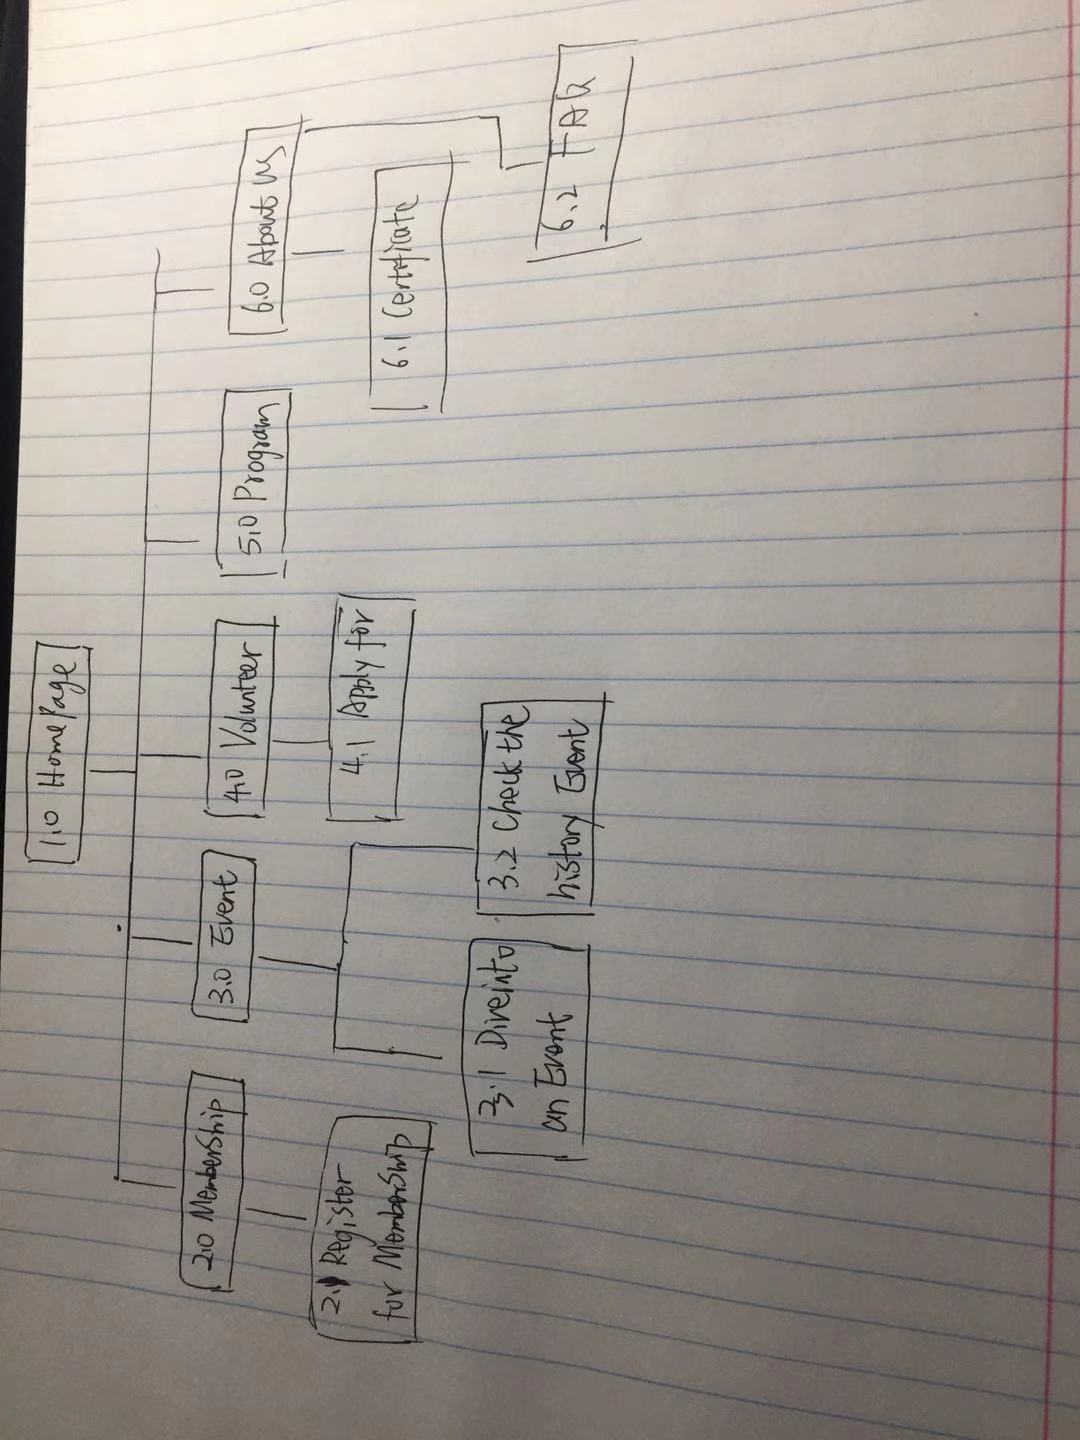 1.0 HomePage
2.0 MemberShip
3.0 Event
4.0 Volunteer
5.0 Program
6.0 About Us
2.1 Register
for MemberShip
3.1 Dive into
an Event
3.2 Check the
history Event
4.1 Apply for
6.1 Certificate
6.2 FAQ